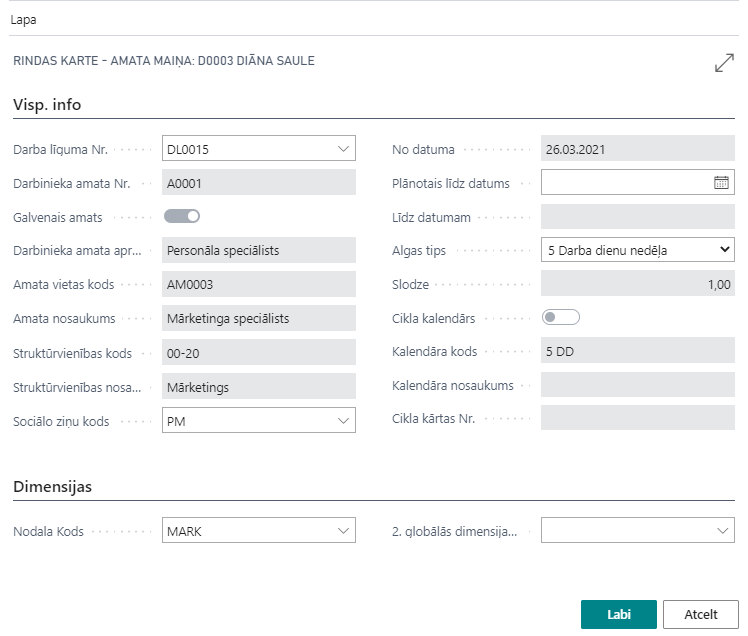 Lapa
RINDAS KARTE - AMATA MAIŅA: D0003 DIĀNA SAULE
Visp. info
Darba līguma Nr. DL0015
Darbinieka amata Nr. A0001
Galvenais amats
Darbinieka amata apr... Personāla speciālists
Amata vietas kods AM0003
Amata nosaukums Mārketinga speciālists
Struktūrvienības kods 00-20
Struktūrvienības nosa... Mārketings
Sociālo ziņu kods PM
No datuma 26.03.2021
Plānotais līdz datums
Līdz datumam
Algas tips 5 Darba dienu nedēļa
Slodze 1,00
Cikla kalendārs
Kalendāra kods 5 DD
Kalendāra nosaukums
Cikla kārtas Nr.
Dimensijas
Nodala Kods MARK
2. globālās dimensija...
Labi Atcelt